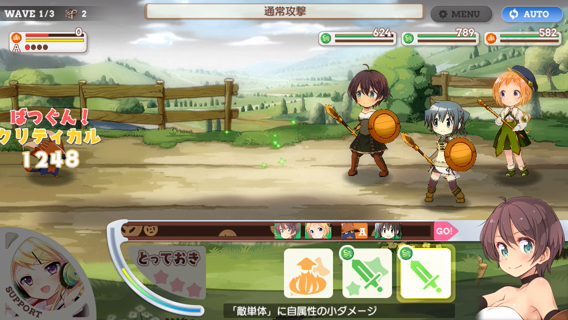 WAVE 1/3
2
通常攻撃
MENU
AUTO
0
A
624
789
582
ばつぐん！
クリティカル
1248
A
GO!
とっておき
SUPPORT
「敵単体」に自属性の小ダメージ